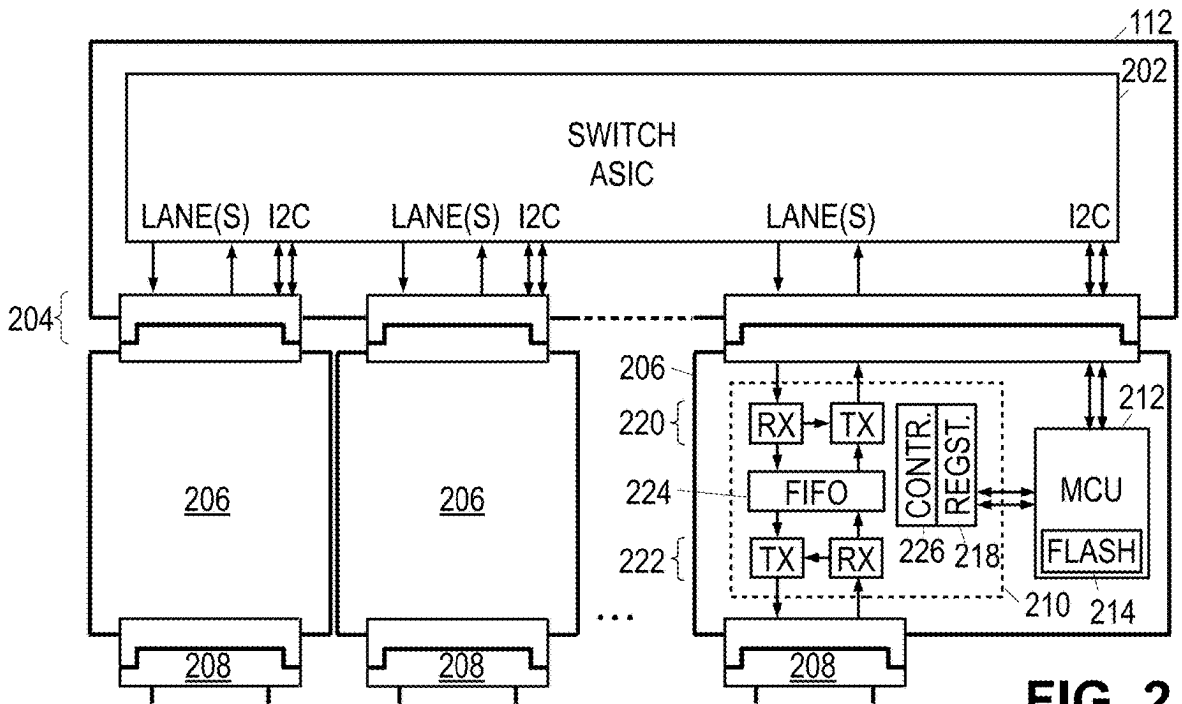 112
202
SWITCH
ASIC
LANE(S) I2C LANE(S) I2C LANE(S) I2C
204
206
212
220
RX TX
CONTR.
REGST.
MCU
206 206
224
FIFO
226 218
FLASH
222
TX RX
210
214
...
208 208 208
FIG. 2